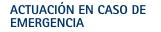 ACTUACIÓN EN CASO DE
EMERGENCIA